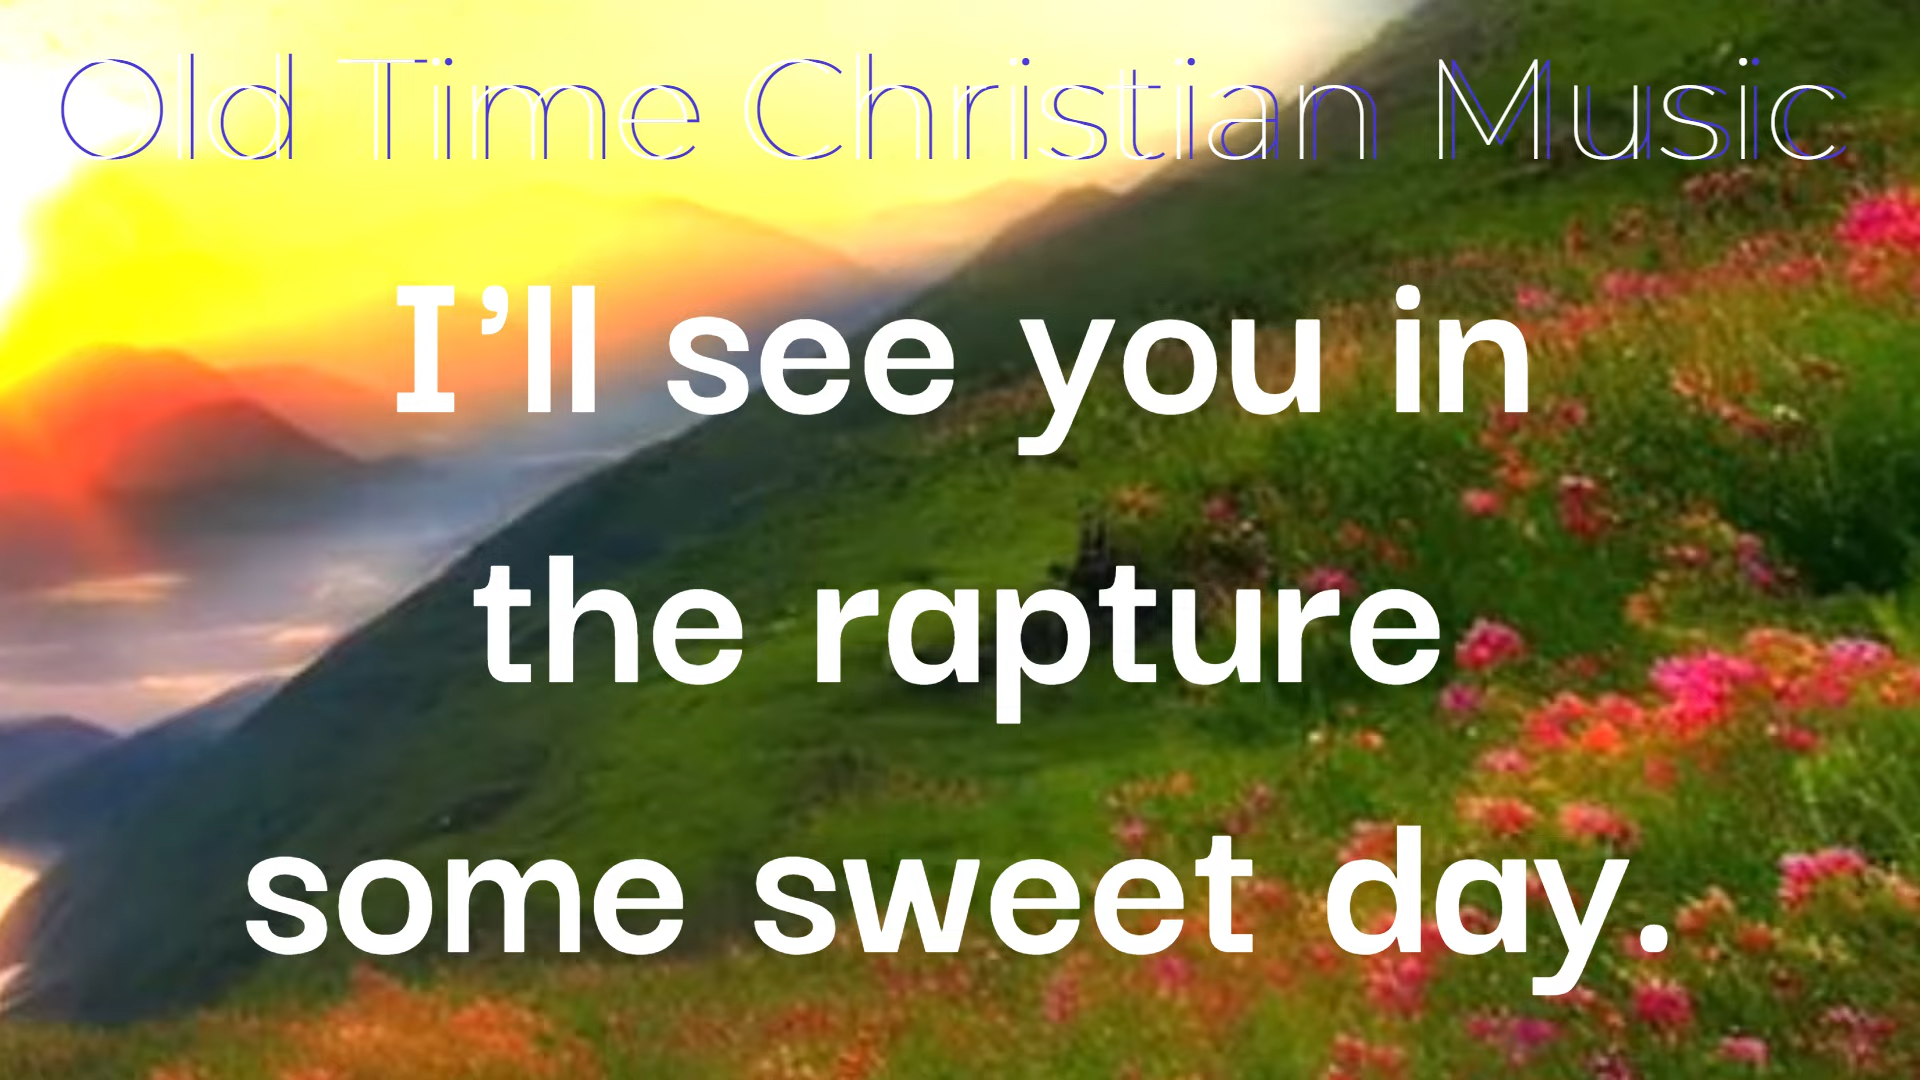 Old Time Christian Music
I’ll see you in
the rapture
some sweet day.